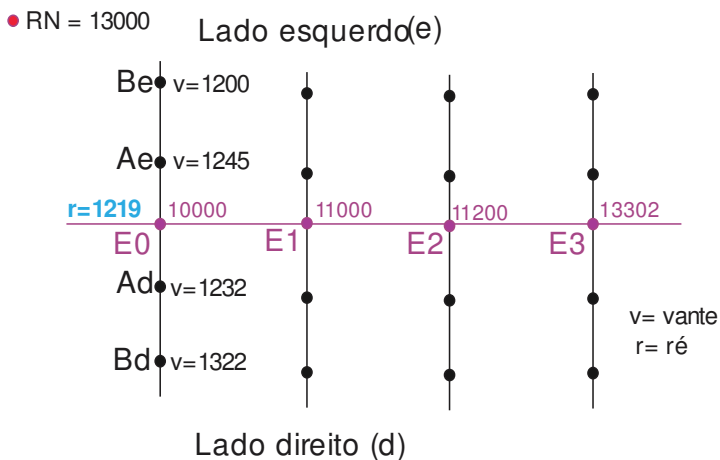 RN = 13000
Lado esquerdo(e)
Be v=1200
Ae v=1245
r=1219 10000 11000 11200 13302
E0 E1 E2 E3
Ad v=1232
v= vante
r= ré
Bd v=1322
Lado direito (d)